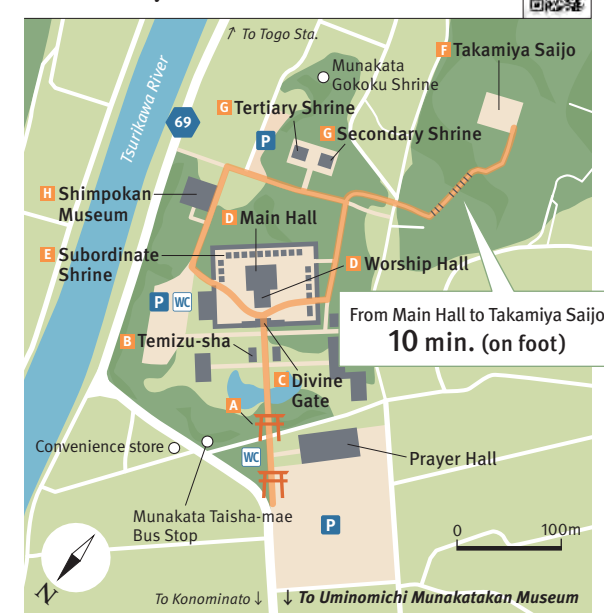 ↗ To Togo Sta.
F Takamiya Saijo
Munakata
Gokoku Shrine
Tsurikawa River
69
G Tertiary Shrine
P
G Secondary Shrine
H Shimpokan
Museum
D Main Hall
E Subordinate
Shrine
D Worship Hall
P WC
From Main Hall to Takamiya Saijo
10 min. (on foot)
B Temizu-sha
C Divine
Gate
A
Convenience store
WC
Prayer Hall
Munakata Taisha-mae
Bus Stop
P
0 100m
N
To Konominato ↓
↓ To Uminomichi Munakatakan Museum